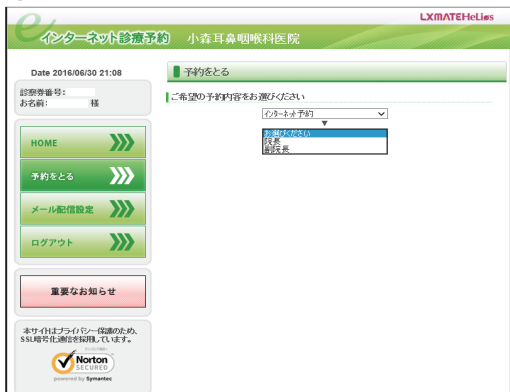 LXMATEHeLios
e インターネット診療予約 小森耳鼻咽喉科医院
Date 2016/06/30 21:08
診察券番号：
お名前： 様
HOME
予約をとる
メール配信設定
ログアウト
重要なお知らせ
本サイトはプライバシー保護のため、
SSL暗号化通信を採用しています。
Norton
SECURED
powered by Symantec
予約をとる
ご希望の予約内容をお選びください
インターネット予約
▼
お選びください
院長
副院長